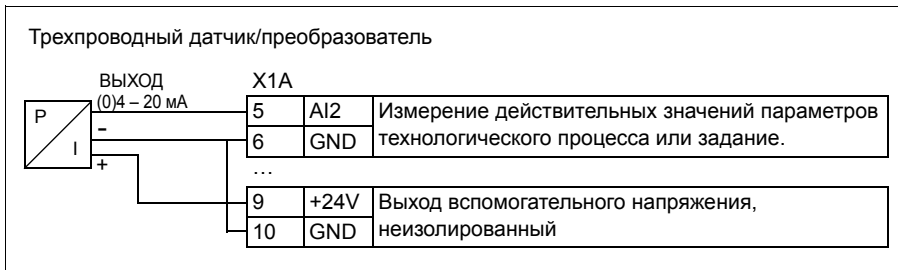 Трехпроводный датчик/преобразователь
ВЫХОД X1A
(0)4 – 20 мА
P
I
-
+
5 AI2 Измерение действительных значений параметров
6 GND технологического процесса или задание.
…
9 +24V Выход вспомогательного напряжения,
10 GND неизолированный